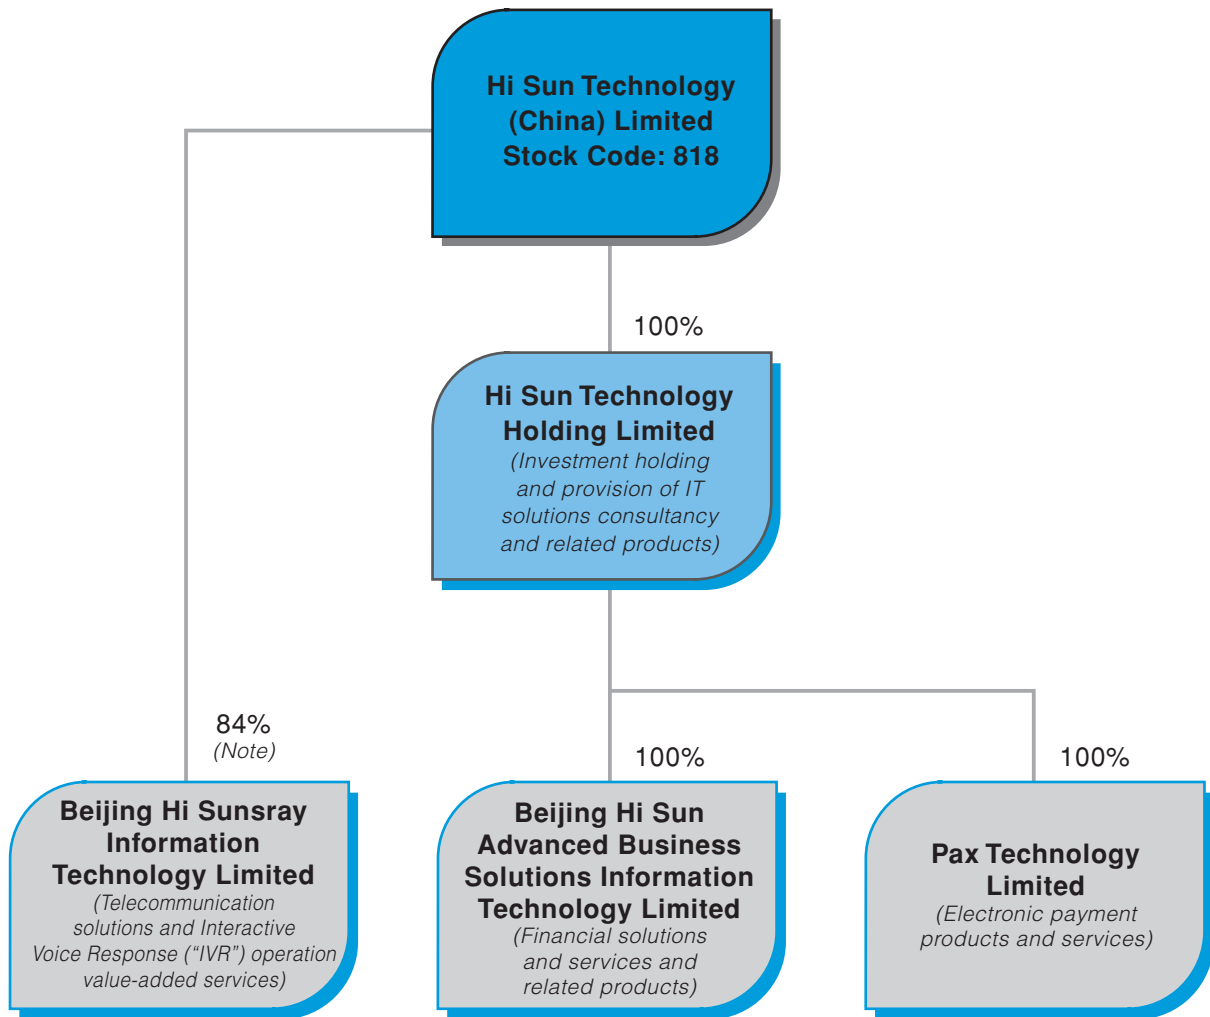 Hi Sun Technology
(China) Limited
Stock Code: 818
100%
Hi Sun Technology
Holding Limited
(Investment holding
and provision of IT
solutions consultancy
and related products)
84%
(Note)
100%
100%
Beijing Hi Sunsray
Information
Technology Limited
(Telecommunication
solutions and Interactive
Voice Response (“IVR”) operation
value-added services)
Beijing Hi Sun
Advanced Business
Solutions Information
Technology Limited
(Financial solutions
and services and
related products)
Pax Technology
Limited
(Electronic payment
products and services)